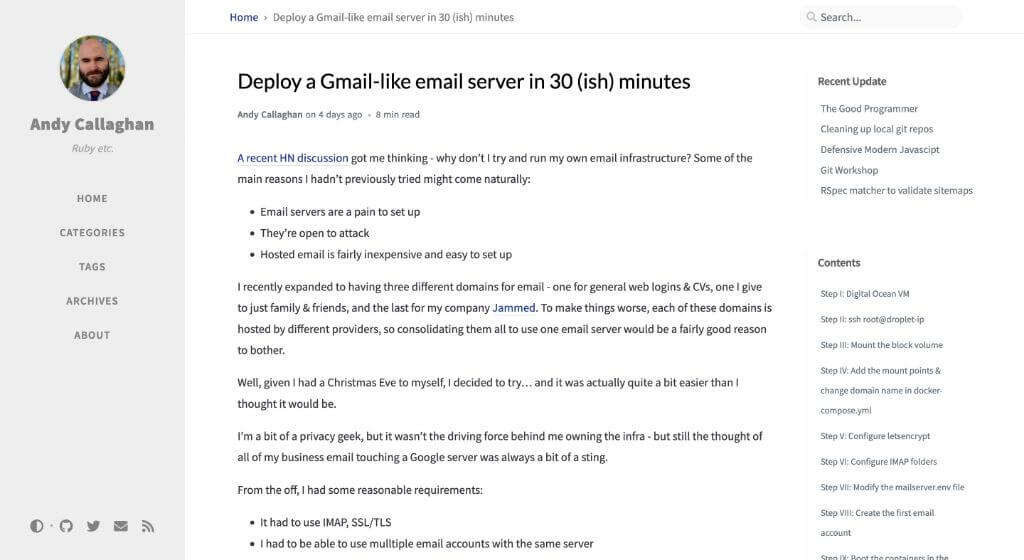 Andy Callaghan
Ruby etc.
HOME
CATEGORIES
TAGS
ARCHIVES
ABOUT
Home › Deploy a Gmail-like email server in 30 (ish) minutes
Search...
Deploy a Gmail-like email server in 30 (ish) minutes
Andy Callaghan on 4 days ago • 8 min read
A recent HN discussion got me thinking - why don't I try and run my own email infrastructure? Some of the
main reasons I hadn't previously tried might come naturally:
• Email servers are a pain to set up
• They're open to attack
• Hosted email is fairly inexpensive and easy to set up
I recently expanded to having three different domains for email - one for general web logins & CVs, one I give
to just family & friends, and the last for my company Jammed. To make things worse, each of these domains is
hosted by different providers, so consolidating them all to use one email server would be a fairly good reason
to bother.
Well, given I had a Christmas Eve to myself, I decided to try… and it was actually quite a bit easier than I
thought it would be.
I'm a bit of a privacy geek, but it wasn't the driving force behind me owning the infra - but still the thought of
all of my business email touching a Google server was always a bit of a sting.
From the off, I had some reasonable requirements:
• It had to use IMAP, SSL/TLS
• I had to be able to use mulltiple email accounts with the same server
Recent Update
The Good Programmer
Cleaning up local git repos
Defensive Modern Javascipt
Git Workshop
RSpec matcher to validate sitemaps
Contents
Step I: Digital Ocean VM
Step II: ssh root@droplet-ip
Step III: Mount the block volume
Step IV: Add the mount points &
change domain name in docker-
compose.yml
Step V: Configure letsencrypt
Step VI: Configure IMAP folders
Step VII: Modify the mailserver.env file
Step VIII: Create the first email
account
Step IX: Boot the containers in the